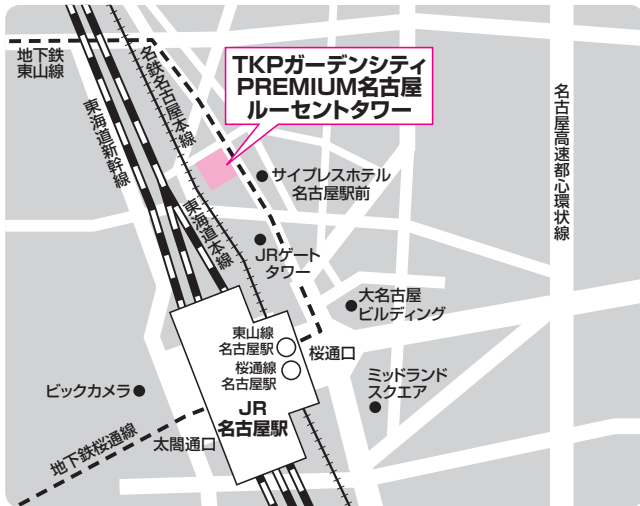 地下鉄
東山線
名鉄名古屋本線
TKPガーデンシティ
PREMIUM名古屋
ルーセントタワー
東海道新幹線
名古屋高速都心環状線
サイプレスホテル
名古屋駅前
東海道本線
JRゲート
タワー
大名古屋
ビルディング
東山線
名古屋駅
桜通口
桜通線
名古屋駅
ミッドランド
スクエア
ビックカメラ
JR
名古屋駅
太閤通口
地下鉄桜通線